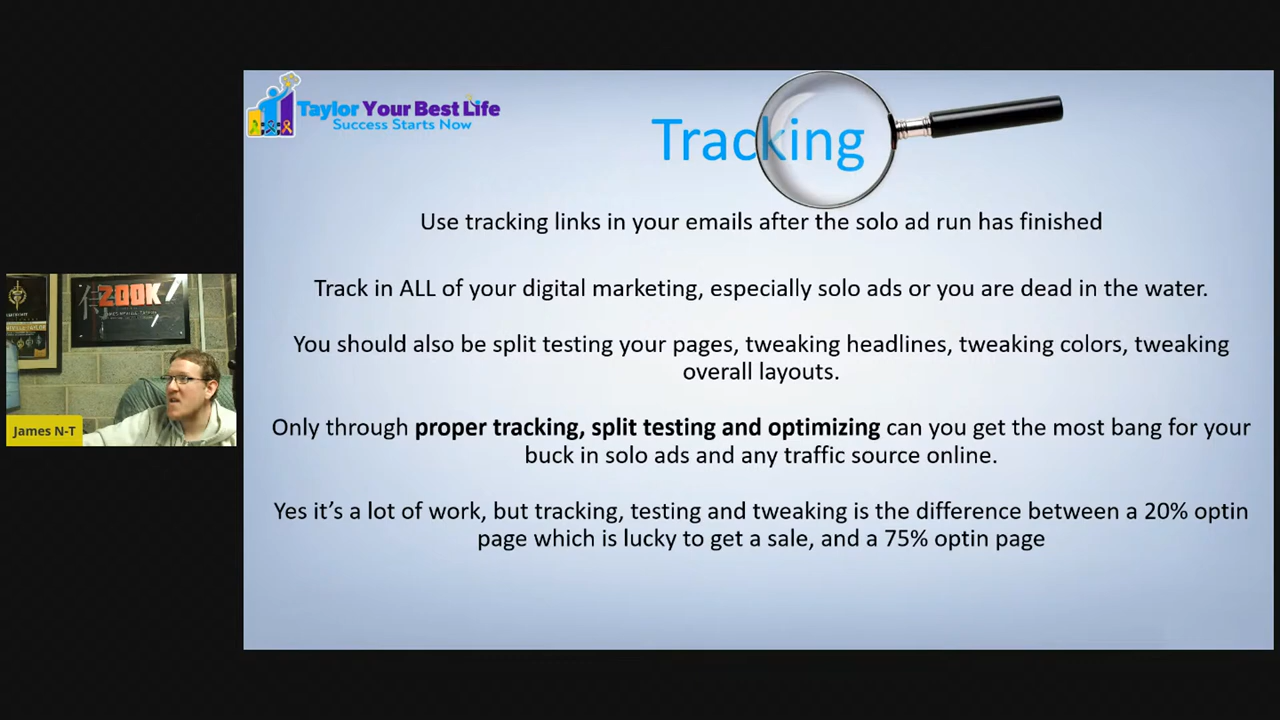 Taylor Your Best Life
Success Starts Now
Tracking
Use tracking links in your emails after the solo ad run has finished
Track in ALL of your digital marketing, especially solo ads or you are dead in the water.
You should also be split testing your pages, tweaking headlines, tweaking colors, tweaking
overall layouts.
Only through proper tracking, split testing and optimizing can you get the most bang for your
buck in solo ads and any traffic source online.
Yes it’s a lot of work, but tracking, testing and tweaking is the difference between a 20% optin
page which is lucky to get a sale, and a 75% optin page
200K
James N-T